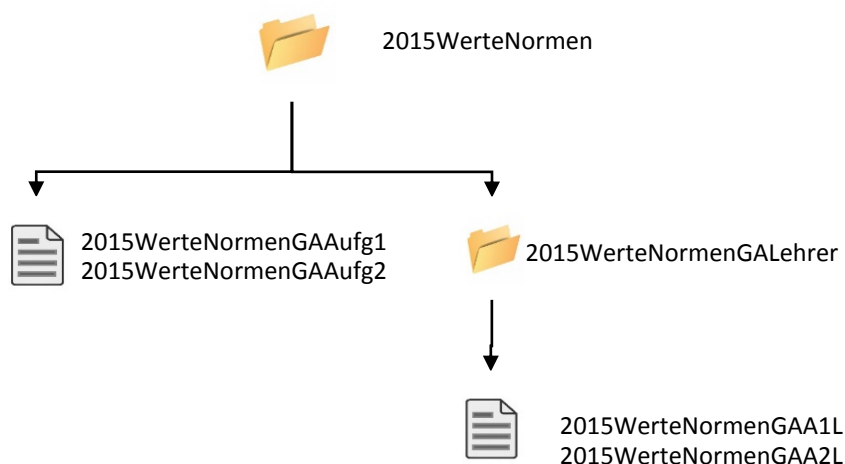 2015WerteNormen
2015WerteNormenGAAufg1
2015WerteNormenGAAufg2
2015WerteNormenGALehrer
2015WerteNormenGAA1L
2015WerteNormenGAA2L